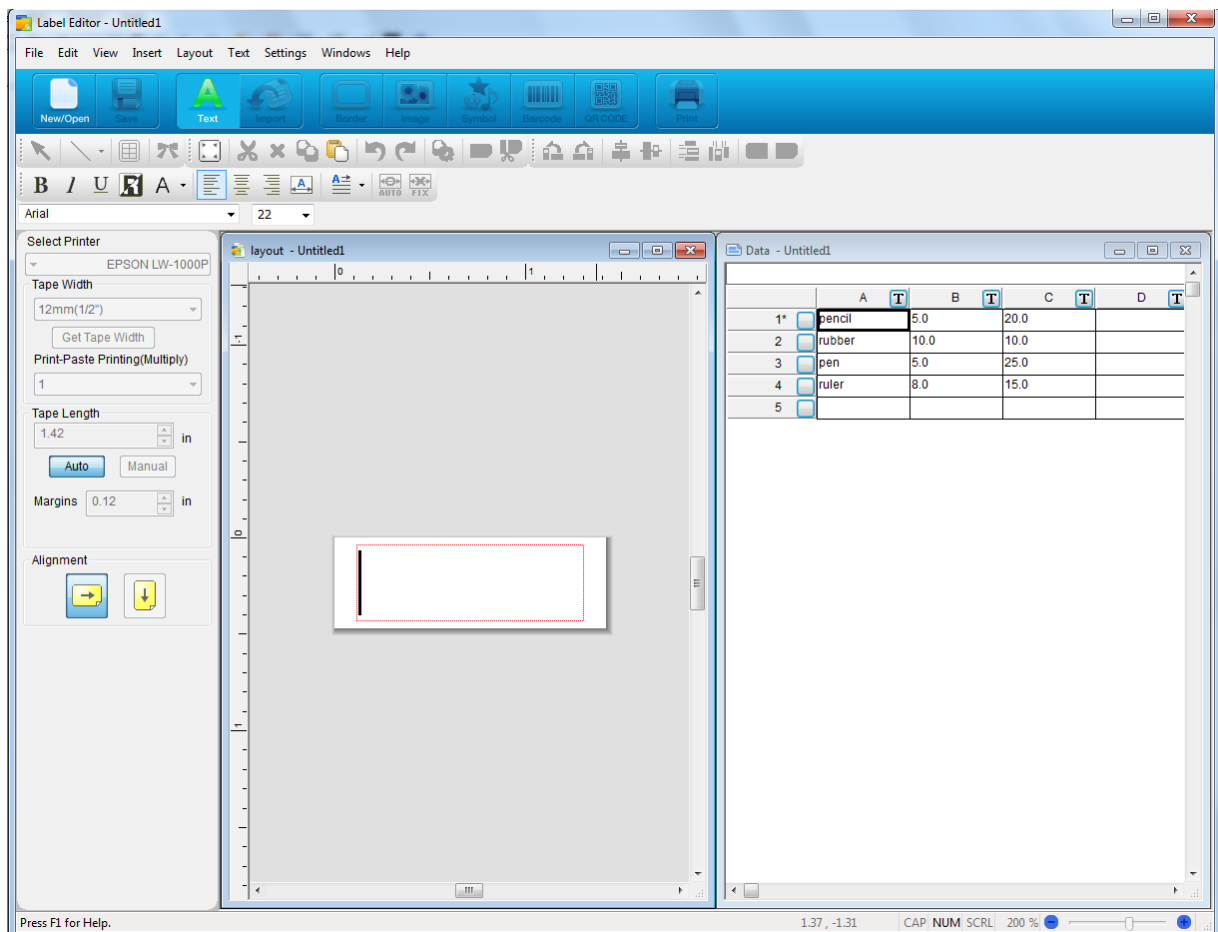 Label Editor - Untitled1
File Edit View Insert Layout Text Settings Windows Help
New/Open Save Text Import Border Image Symbol Barcode QR CODE Print
B I U A A A AUTO FIX
Arial 22
Select Printer
EPSON LW-1000P
Tape Width
12mm(1/2")
Get Tape Width
Print-Paste Printing(Multiply)
1
Tape Length
1.42 in
Auto Manual
Margins 0.12 in
Alignment
layout - Untitled1
0 1
1
0
1
Data - Untitled1
A T B T C T D T
1* pencil 5.0 20.0
2 rubber 10.0 10.0
3 pen 5.0 25.0
4 ruler 8.0 15.0
5
Press F1 for Help. 1.37 , -1.31 CAP NUM SCRL 200 %